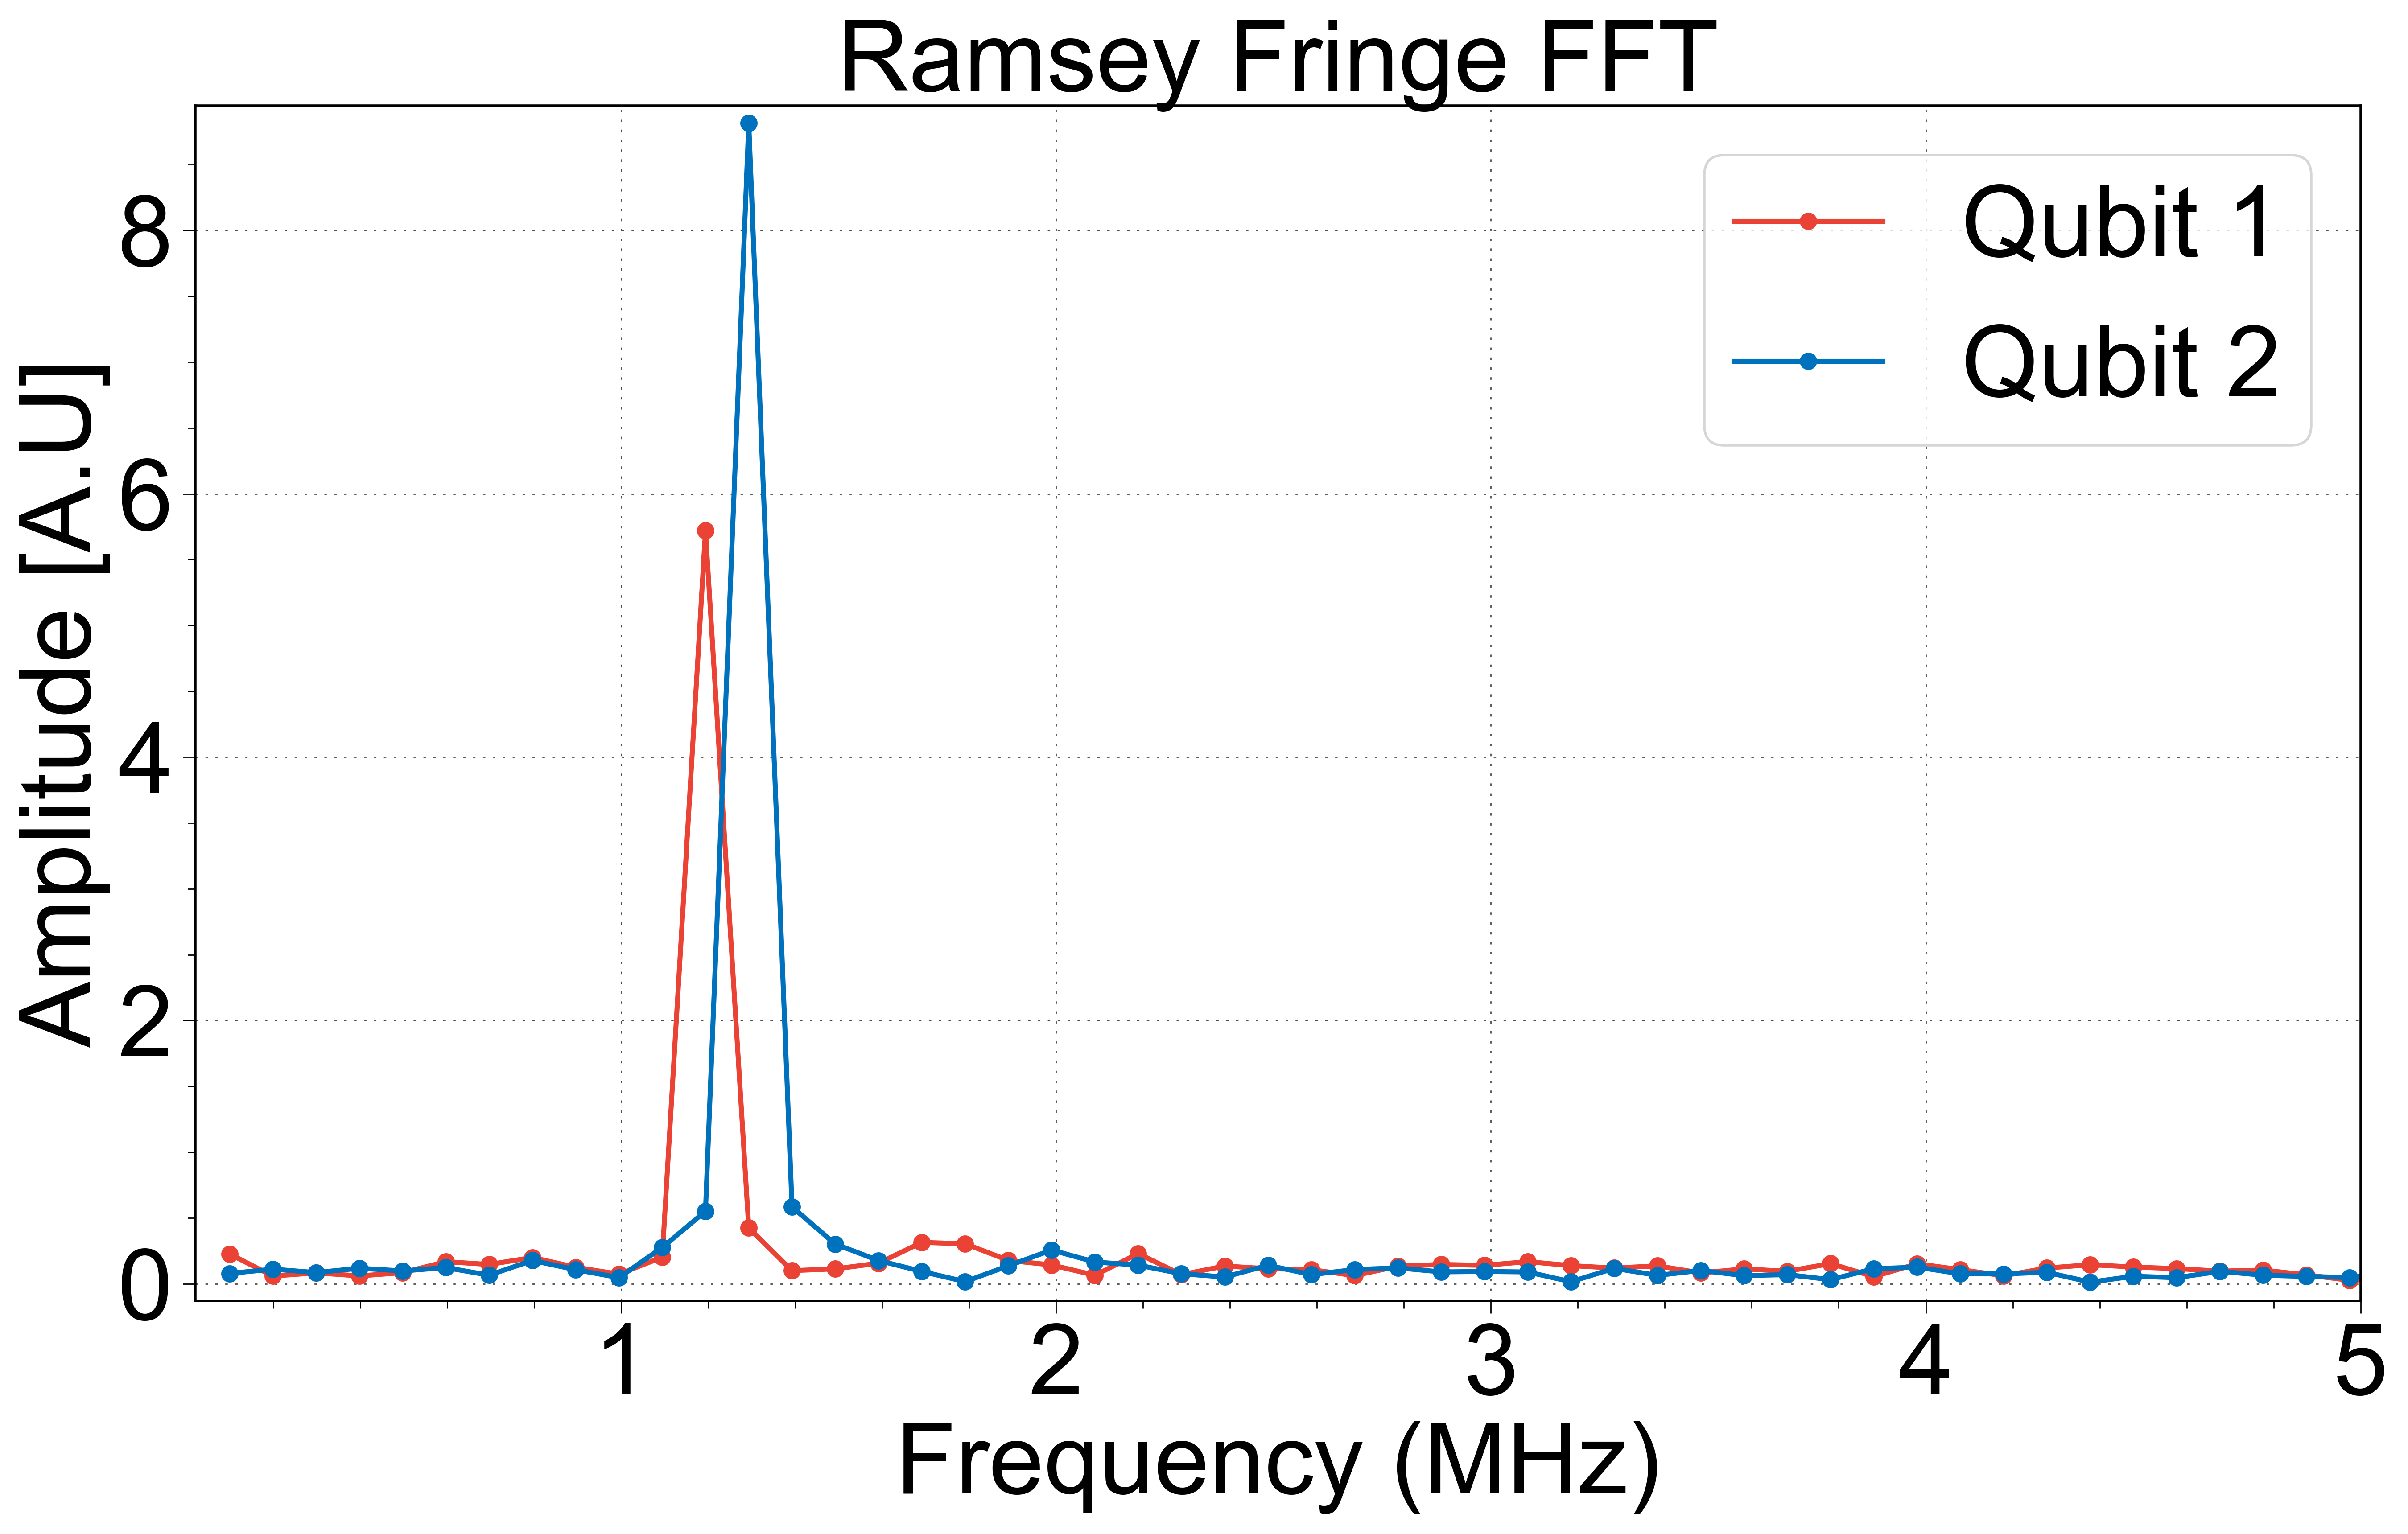 Ramsey Fringe FFT
Qubit 1
Qubit 2
Amplitude [A.U]
8
6
4
2
0
1 2 3 4 5
Frequency (MHz)